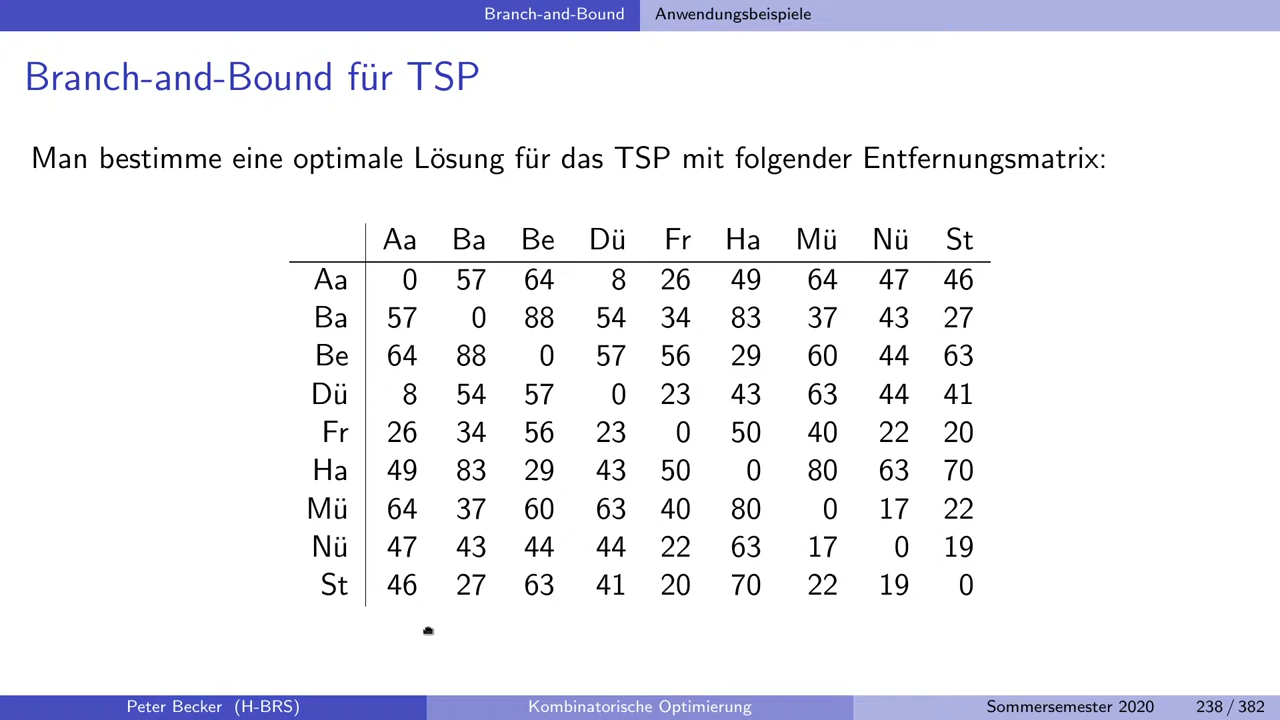 Branch-and-Bound Anwendungsbeispiele
Branch-and-Bound für TSP
Man bestimme eine optimale Lösung für das TSP mit folgender Entfernungsmatrix:
Aa Ba Be Dü Fr Ha Mü Nü St
Aa 0 57 64 8 26 49 64 47 46
Ba 57 0 88 54 34 83 37 43 27
Be 64 88 0 57 56 29 60 44 63
Dü 8 54 57 0 23 43 63 44 41
Fr 26 34 56 23 0 50 40 22 20
Ha 49 83 29 43 50 0 80 63 70
Mü 64 37 60 63 40 80 0 17 22
Nü 47 43 44 44 22 63 17 0 19
St 46 27 63 41 20 70 22 19 0
Peter Becker (H-BRS) Kombinatorische Optimierung Sommersemester 2020 238 / 382